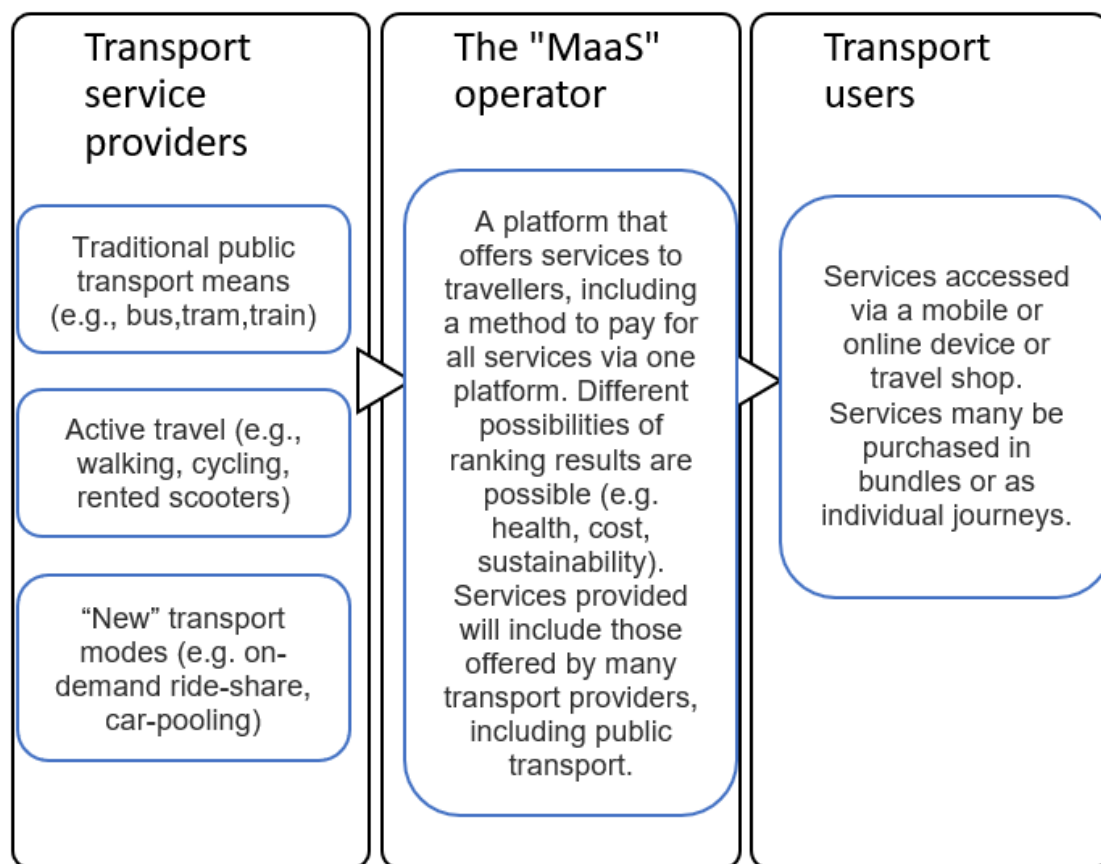 Transport
service
providers
Traditional public
transport means
(e.g., bus,tram,train)
Active travel (e.g.,
walking, cycling,
rented scooters)
“New” transport
modes (e.g. on-
demand ride-share,
car-pooling)
The "MaaS"
operator
A platform that
offers services to
travellers, including
a method to pay for
all services via one
platform. Different
possibilities of
ranking results are
possible (e.g.
health, cost,
sustainability).
Services provided
will include those
offered by many
transport providers,
including public
transport.
Transport
users
Services accessed
via a mobile or
online device or
travel shop.
Services many be
purchased in
bundles or as
individual journeys.